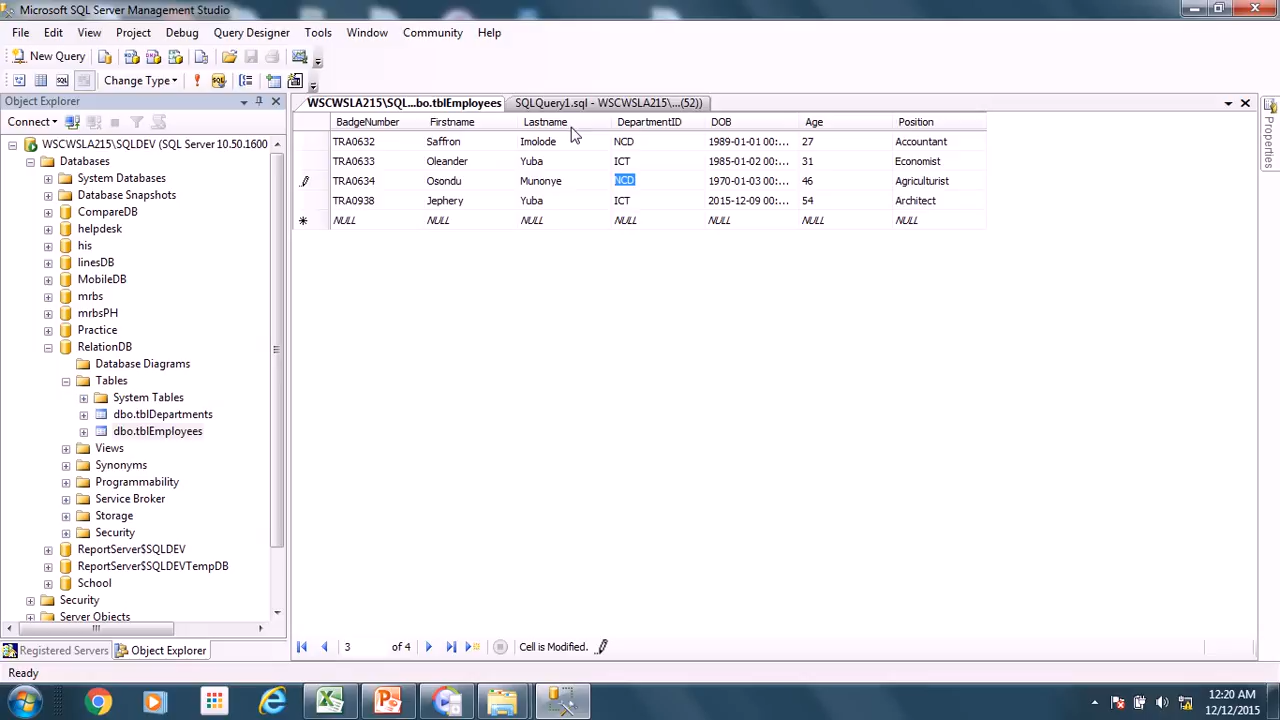 Microsoft SQL Server Management Studio
File Edit View Project Debug Query Designer Tools Window Community Help
New Query
Change Type
Object Explorer
WSCWSLA215\SQL...bo.tblEmployees SQLQuery1.sql - WSCWSLA215\...(52))
Connect
BadgeNumber Firstname Lastname DepartmentID DOB Age Position
WSCWSLA215\SQLDEV (SQL Server 10.50.1600
TRA0632 Saffron Imolode NCD 1989-01-01 00:... 27 Accountant
Databases
TRA0633 Oleander Yuba ICT 1985-01-02 00:... 31 Economist
System Databases
TRA0634 Osondu Munonye NCD 1970-01-03 00:... 46 Agriculturist
Database Snapshots
TRA0938 Jephery Yuba ICT 2015-12-09 00:... 54 Architect
CompareDB
NULL NULL NULL NULL NULL NULL NULL
helpdesk
his
linesDB
MobileDB
mrbs
mrbsPH
Practice
RelationDB
Database Diagrams
Tables
System Tables
dbo.tblDepartments
dbo.tblEmployees
Views
Synonyms
Programmability
Service Broker
Storage
Security
ReportServer$SQLDEV
ReportServer$SQLDEVTempDB
School
Security
Server Objects
Properties
3 of 4 Cell is Modified.
Registered Servers Object Explorer
Ready
12:20 AM
12/12/2015